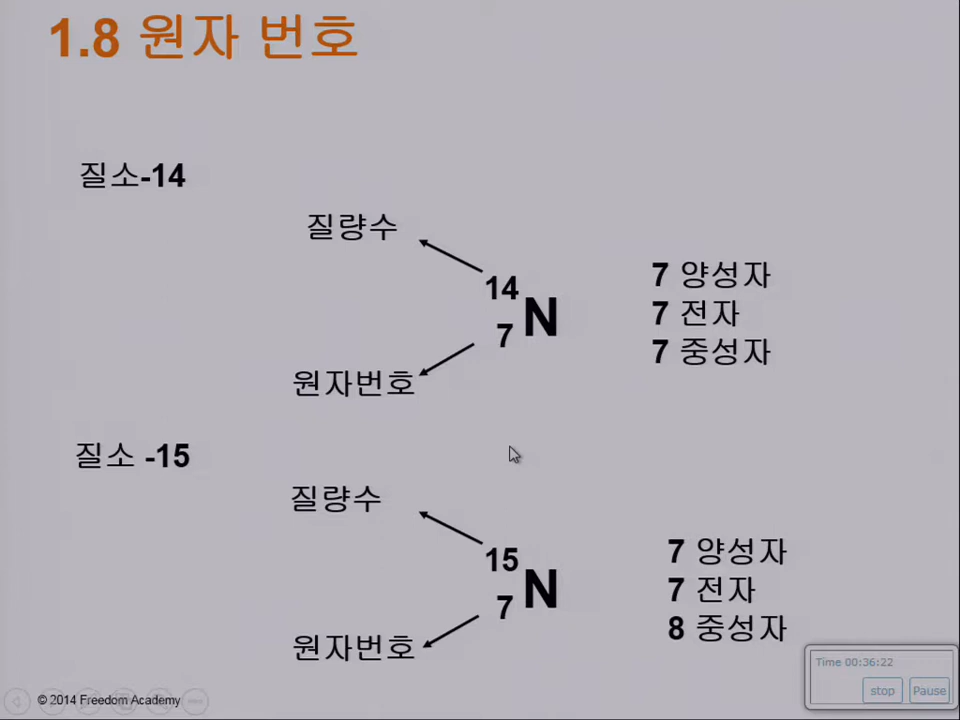 1.8 원자 번호
질소-14
질량수
14
7 N
원자번호
7 양성자
7 전자
7 중성자
질소 -15
질량수
15
7 N
원자번호
7 양성자
7 전자
8 중성자
Time 00:36:22
stop Pause
© 2014 Freedom Academy